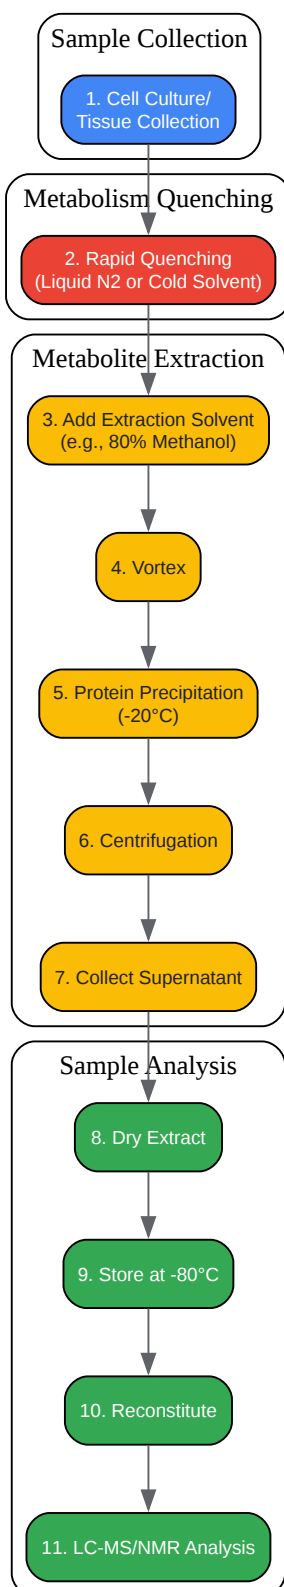 Sample Collection
1. Cell Culture/
Tissue Collection
Metabolism Quenching
2. Rapid Quenching
(Liquid N2 or Cold Solvent)
Metabolite Extraction
3. Add Extraction Solvent
(e.g., 80% Methanol)
4. Vortex
5. Protein Precipitation
(-20°C)
6. Centrifugation
7. Collect Supernatant
Sample Analysis
8. Dry Extract
9. Store at -80°C
10. Reconstitute
11. LC-MS/NMR Analysis